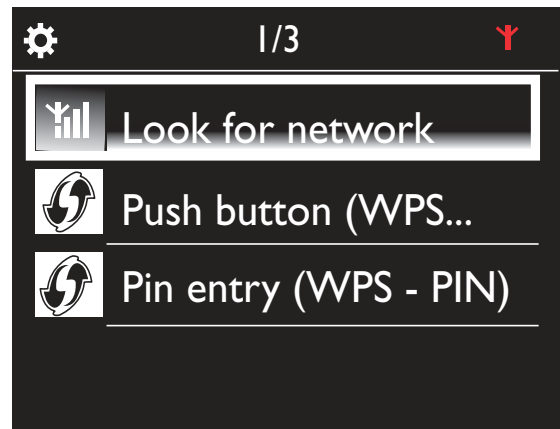 1/3
Look for network
Push button (WPS...
Pin entry (WPS - PIN)